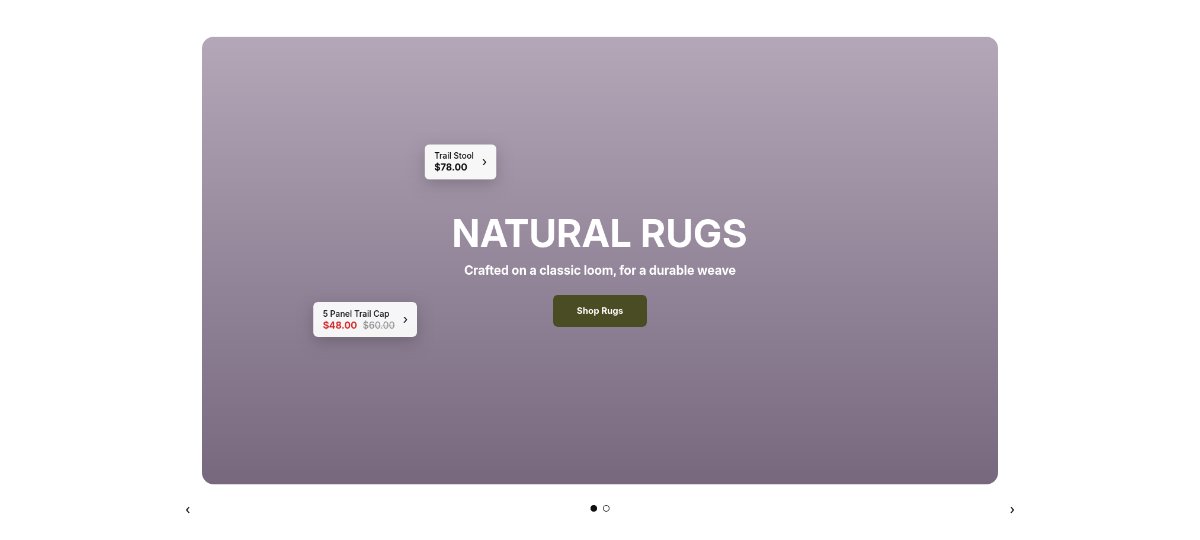 Trail Stool
$78.00
NATURAL RUGS
Crafted on a classic loom, for a durable weave
Shop Rugs
5 Panel Trail Cap
$48.00 $60.00